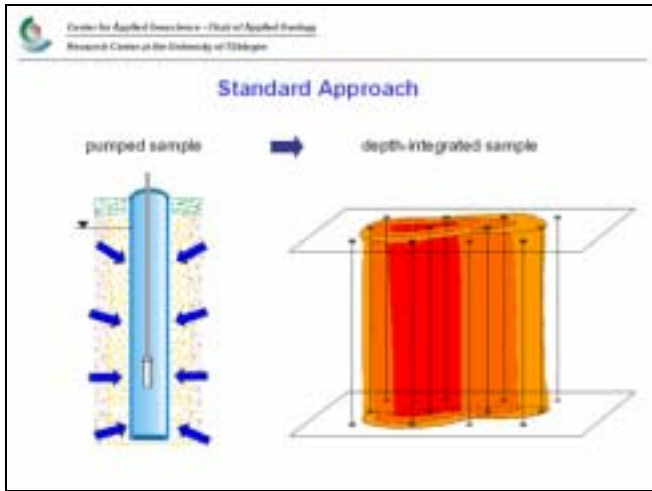 Center for Applied Geoscience - Chair of Applied Geology
Research Center at the University of Tübingen
Standard Approach
pumped sample
depth-integrated sample